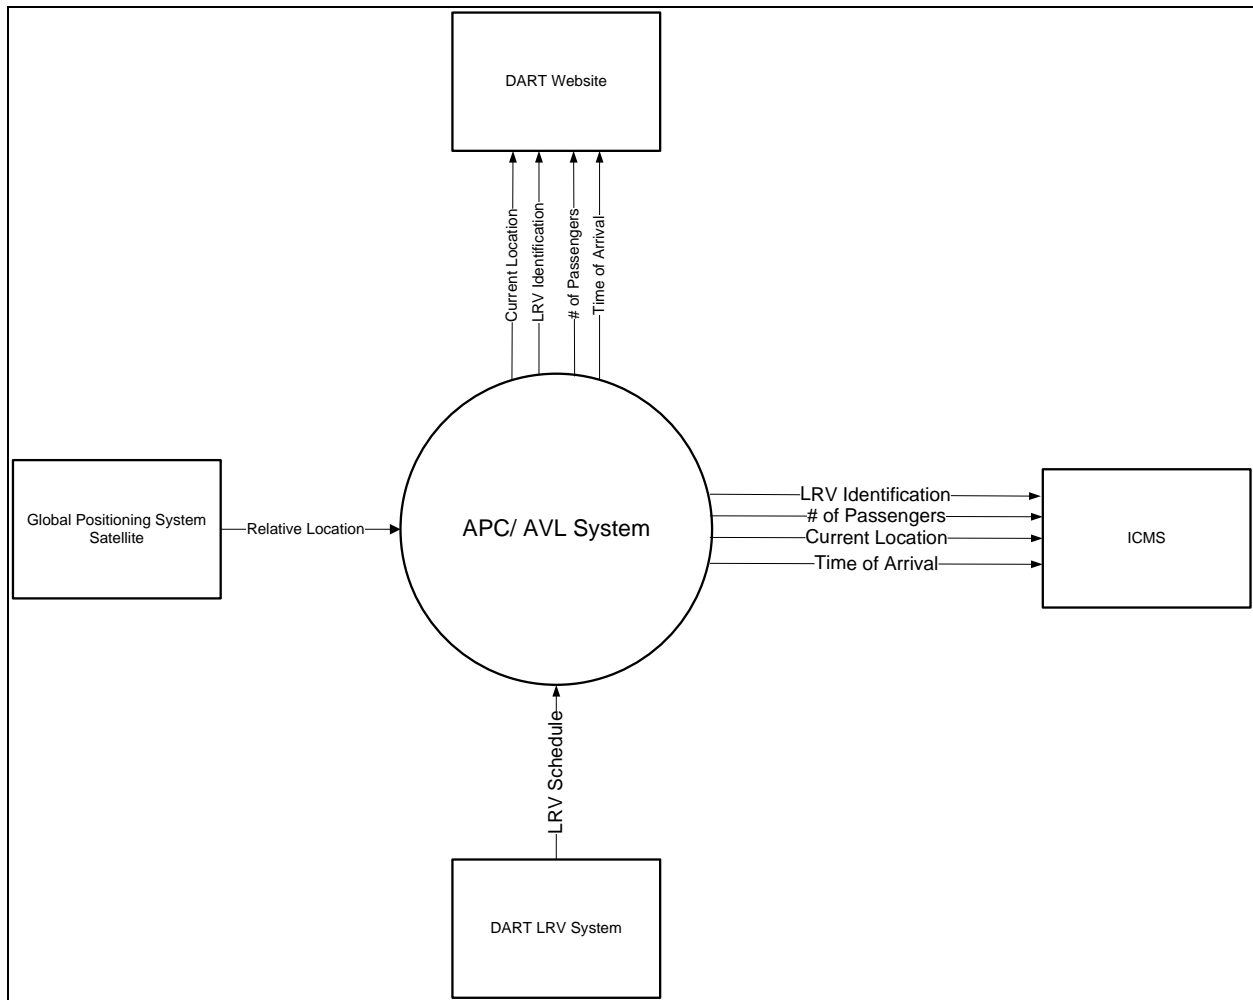 DART Website
Current Location
LRV Identification
# of Passengers
Time of Arrival
Global Positioning System
Satellite
Relative Location
APC/ AVL System
LRV Identification
# of Passengers
Current Location
Time of Arrival
ICMS
LRV Schedule
DART LRV System